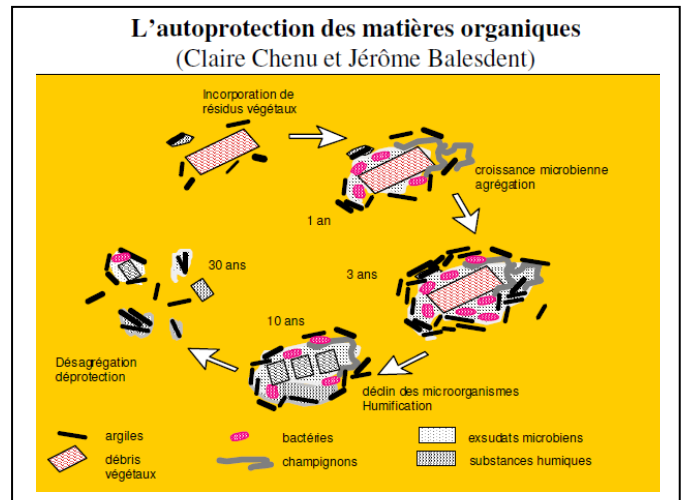 L'autoprotection des matières organiques
(Claire Chenu et Jérôme Balesdent)
Incorporation de
résidus végétaux
croissance microbienne
agrégation
1 an
3 ans
30 ans
10 ans
Désagrégation
déprotection
déclin des microorganismes
Humification
argiles
bactéries
exsudats microbiens
débris
végétaux
champignons
substances humiques